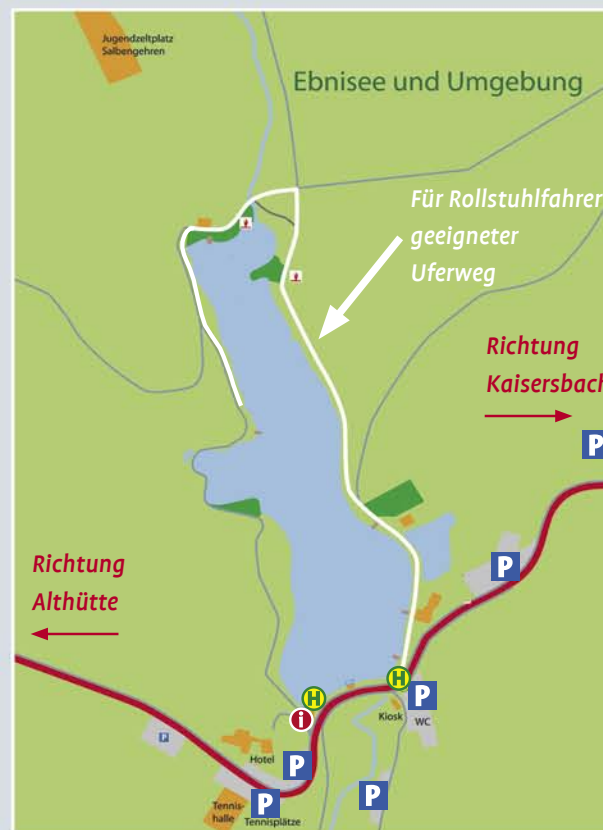 Jugendzeltplatz
Salbengehren
Ebnisee und Umgebung
Für Rollstuhlfahrer
geeigneter
Uferweg
Richtung
Kaisersbach
P
P
Richtung
Althütte
H
H
P
i
Kiosk
WC
P
Hotel
P
P
P
Tennis-
halle
Tennisplätze